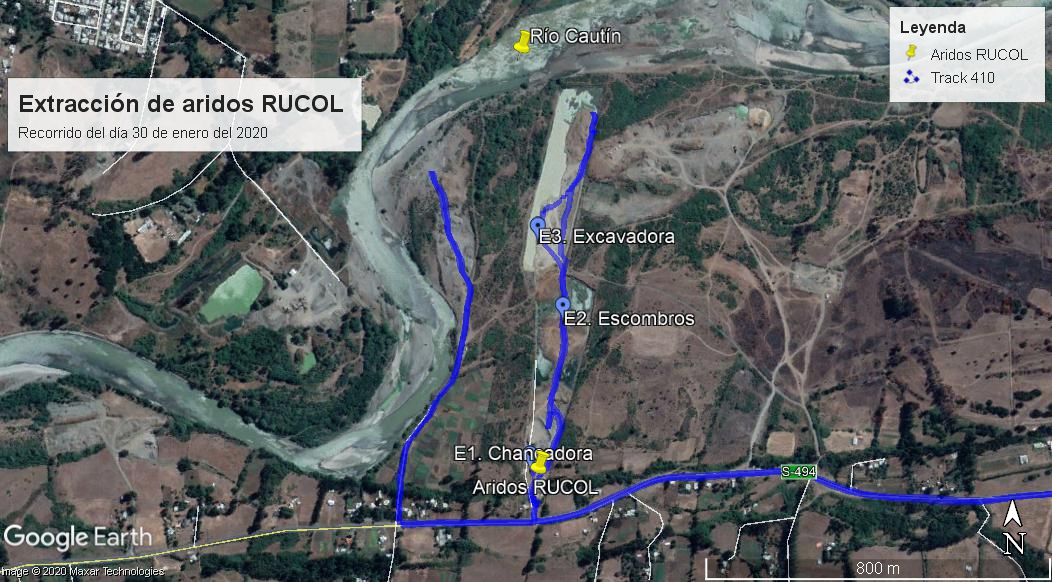 Río Cautín
Leyenda
Aridos RUCOL
Track 410
Extracción de aridos RUCOL
Recorrido del día 30 de enero del 2020
E3. Excavadora
E2. Escombros
E1. Chancadora
Aridos RUCOL
S-494
Google Earth
Image © 2020 Maxar Technologies
N
800 m